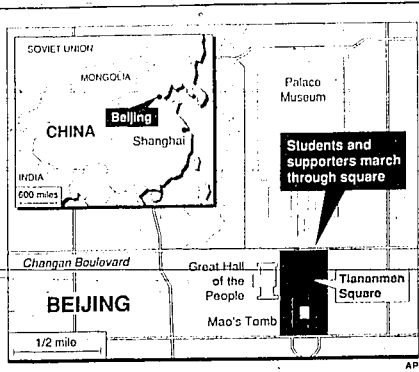 SOVIET UNION
MONGOLIA
Beijing
CHINA
Shanghai
INDIA
600 miles
Palace
Museum
Students and
supporters march
through square
Changan Boulevard
Great Hall
of the
People
Tiananmen
Square
BEIJING
Mao's Tomb
1/2 mile
AP